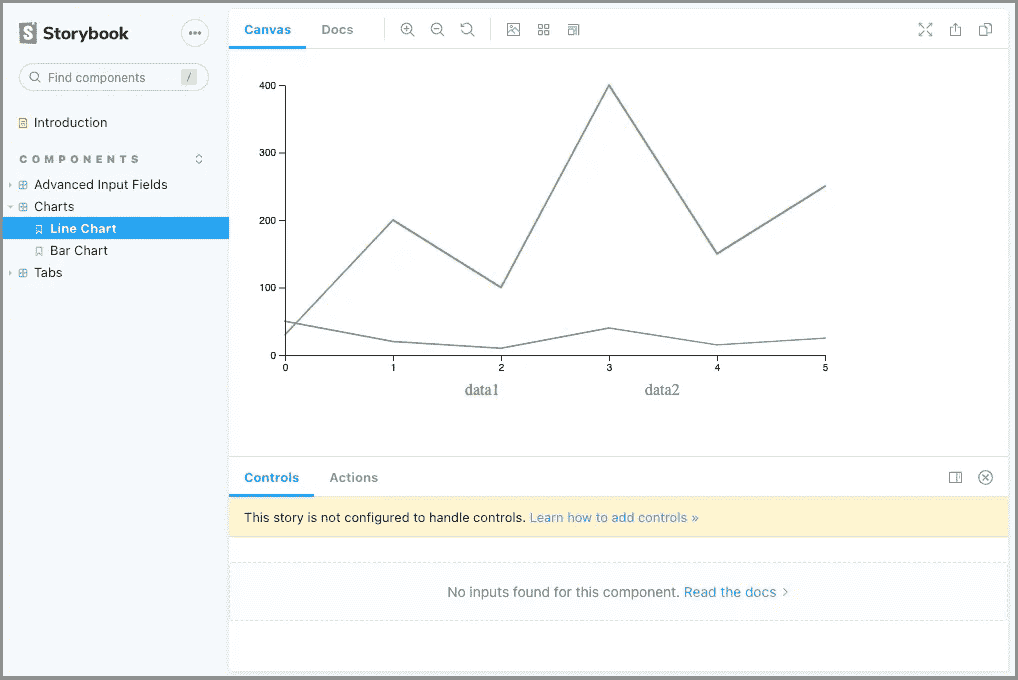 Storybook
Find components /
Introduction
COMPONENTS
Advanced Input Fields
Charts
Line Chart
Bar Chart
Tabs
Canvas Docs
400
300
200
100
0
0 1 2 3 4 5
data1 data2
Controls Actions
This story is not configured to handle controls. Learn how to add controls »
No inputs found for this component. Read the docs